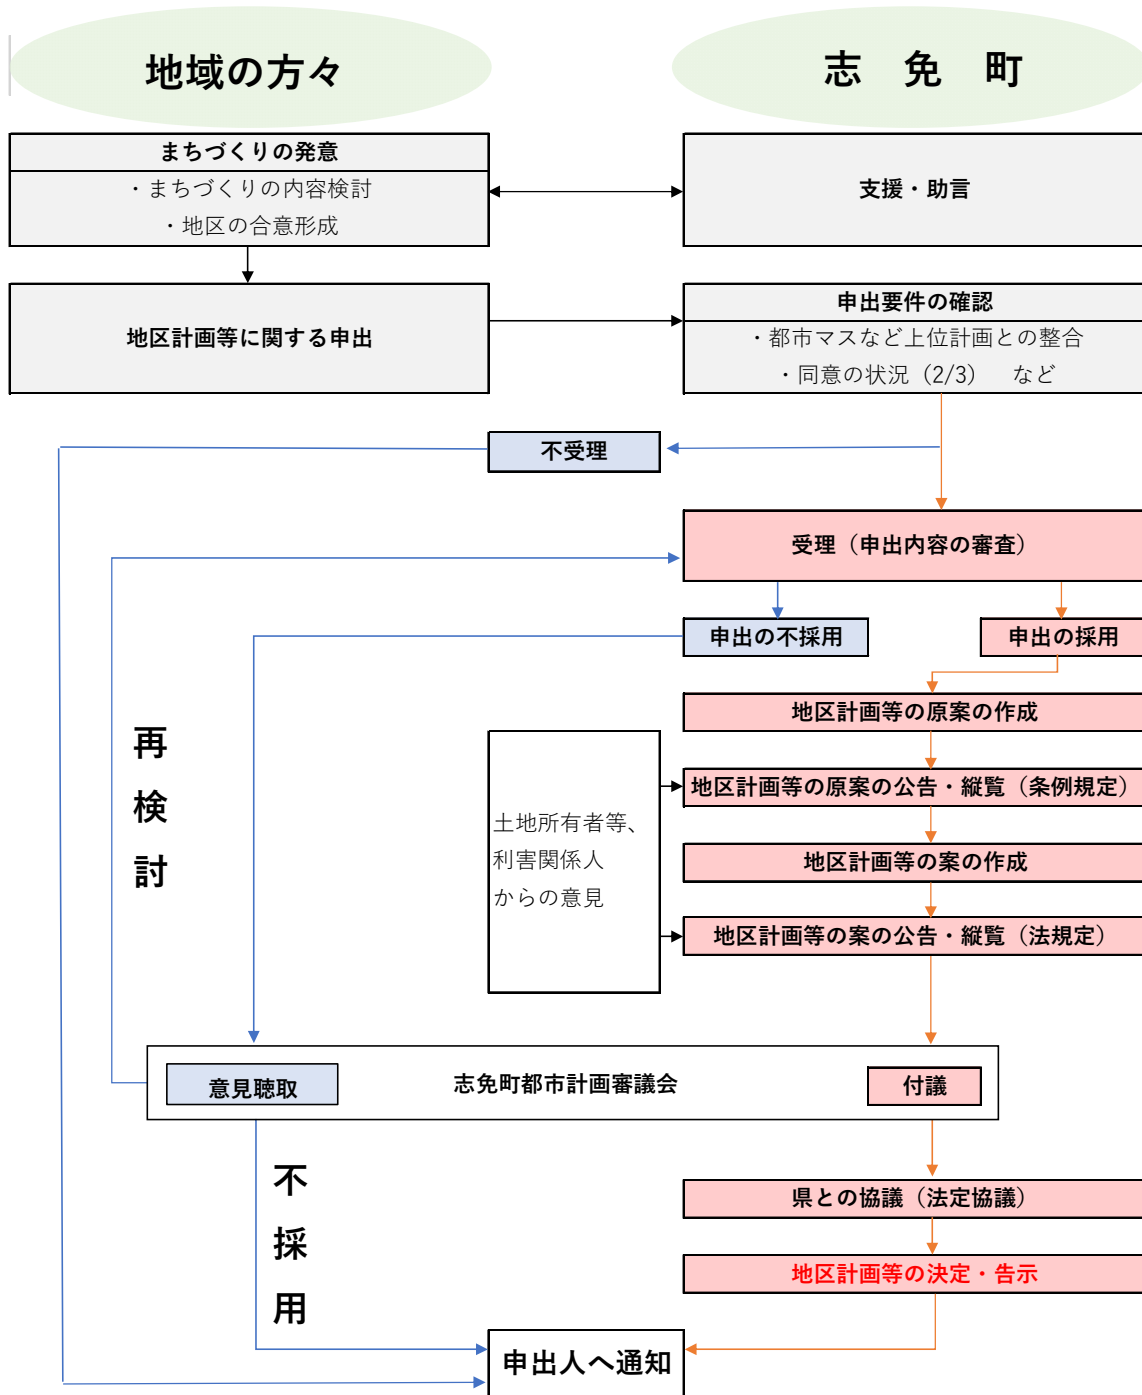 地域の方々
志　免　町
まちづくりの発意
・まちづくりの内容検討
・地区の合意形成
支援・助言
地区計画等に関する申出
申出要件の確認
・都市マスなど上位計画との整合
・同意の状況（2/3）　など
不受理
受理（申出内容の審査）
申出の不採用
申出の採用
地区計画等の原案の作成
再検討
土地所有者等、
利害関係人
からの意見
地区計画等の原案の公告・縦覧（条例規定）
地区計画等の案の作成
地区計画等の案の公告・縦覧（法規定）
意見聴取
志免町都市計画審議会
付議
不採用
県との協議（法定協議）
地区計画等の決定・告示
申出人へ通知